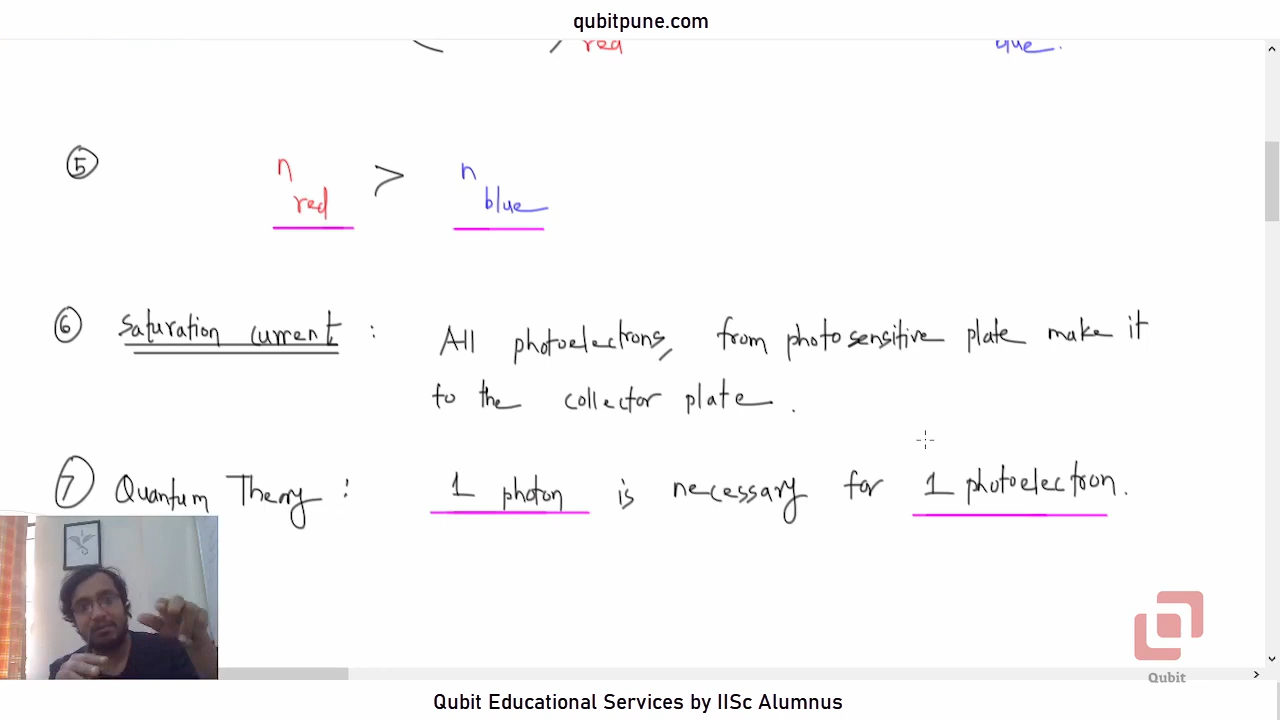 qubitpune.com
red
blue.
⑤ n red > n blue
⑥ Saturation current : All photoelectrons, from photosensitive plate make it
to the collector plate.
⑦ Quantum Theory : 1 photon is necessary for 1 photoelectron.
Qubit
Qubit Educational Services by IISc Alumnus